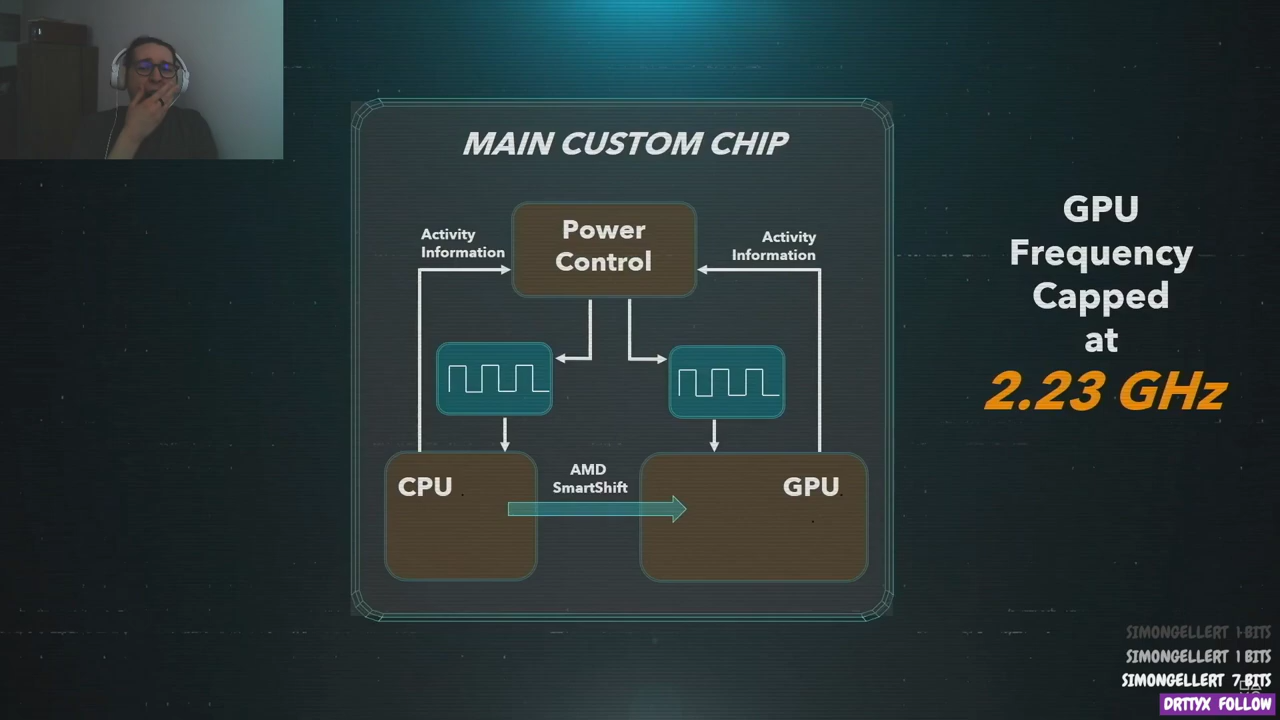 MAIN CUSTOM CHIP
Power
Control
Activity
Information
Activity
Information
CPU
AMD
SmartShift
GPU
GPU
Frequency
Capped
at
2.23 GHz
SIMONGELLERT 1 BITS
SIMONGELLERT 1 BITS
SIMONGELLERT 7 BITS
DRTTYX FOLLOW